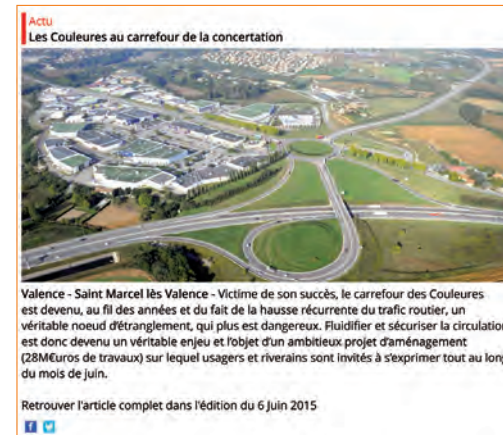 Actu
Les Couleures au carrefour de la concertation
Valence - Saint Marcel lès Valence - Victime de son succès, le carrefour des Couleures
est devenu, au fil des années et du fait de la hausse récurrente du trafic routier, un
véritable noeud d'étranglement, qui plus est dangereux. Fluidifier et sécuriser la circulation
est donc devenu un véritable enjeu et l'objet d'un ambitieux projet d'aménagement
(28M€uros de travaux) sur lequel usagers et riverains sont invités à s'exprimer tout au long
du mois de juin.
Retrouver l'article complet dans l'édition du 6 Juin 2015